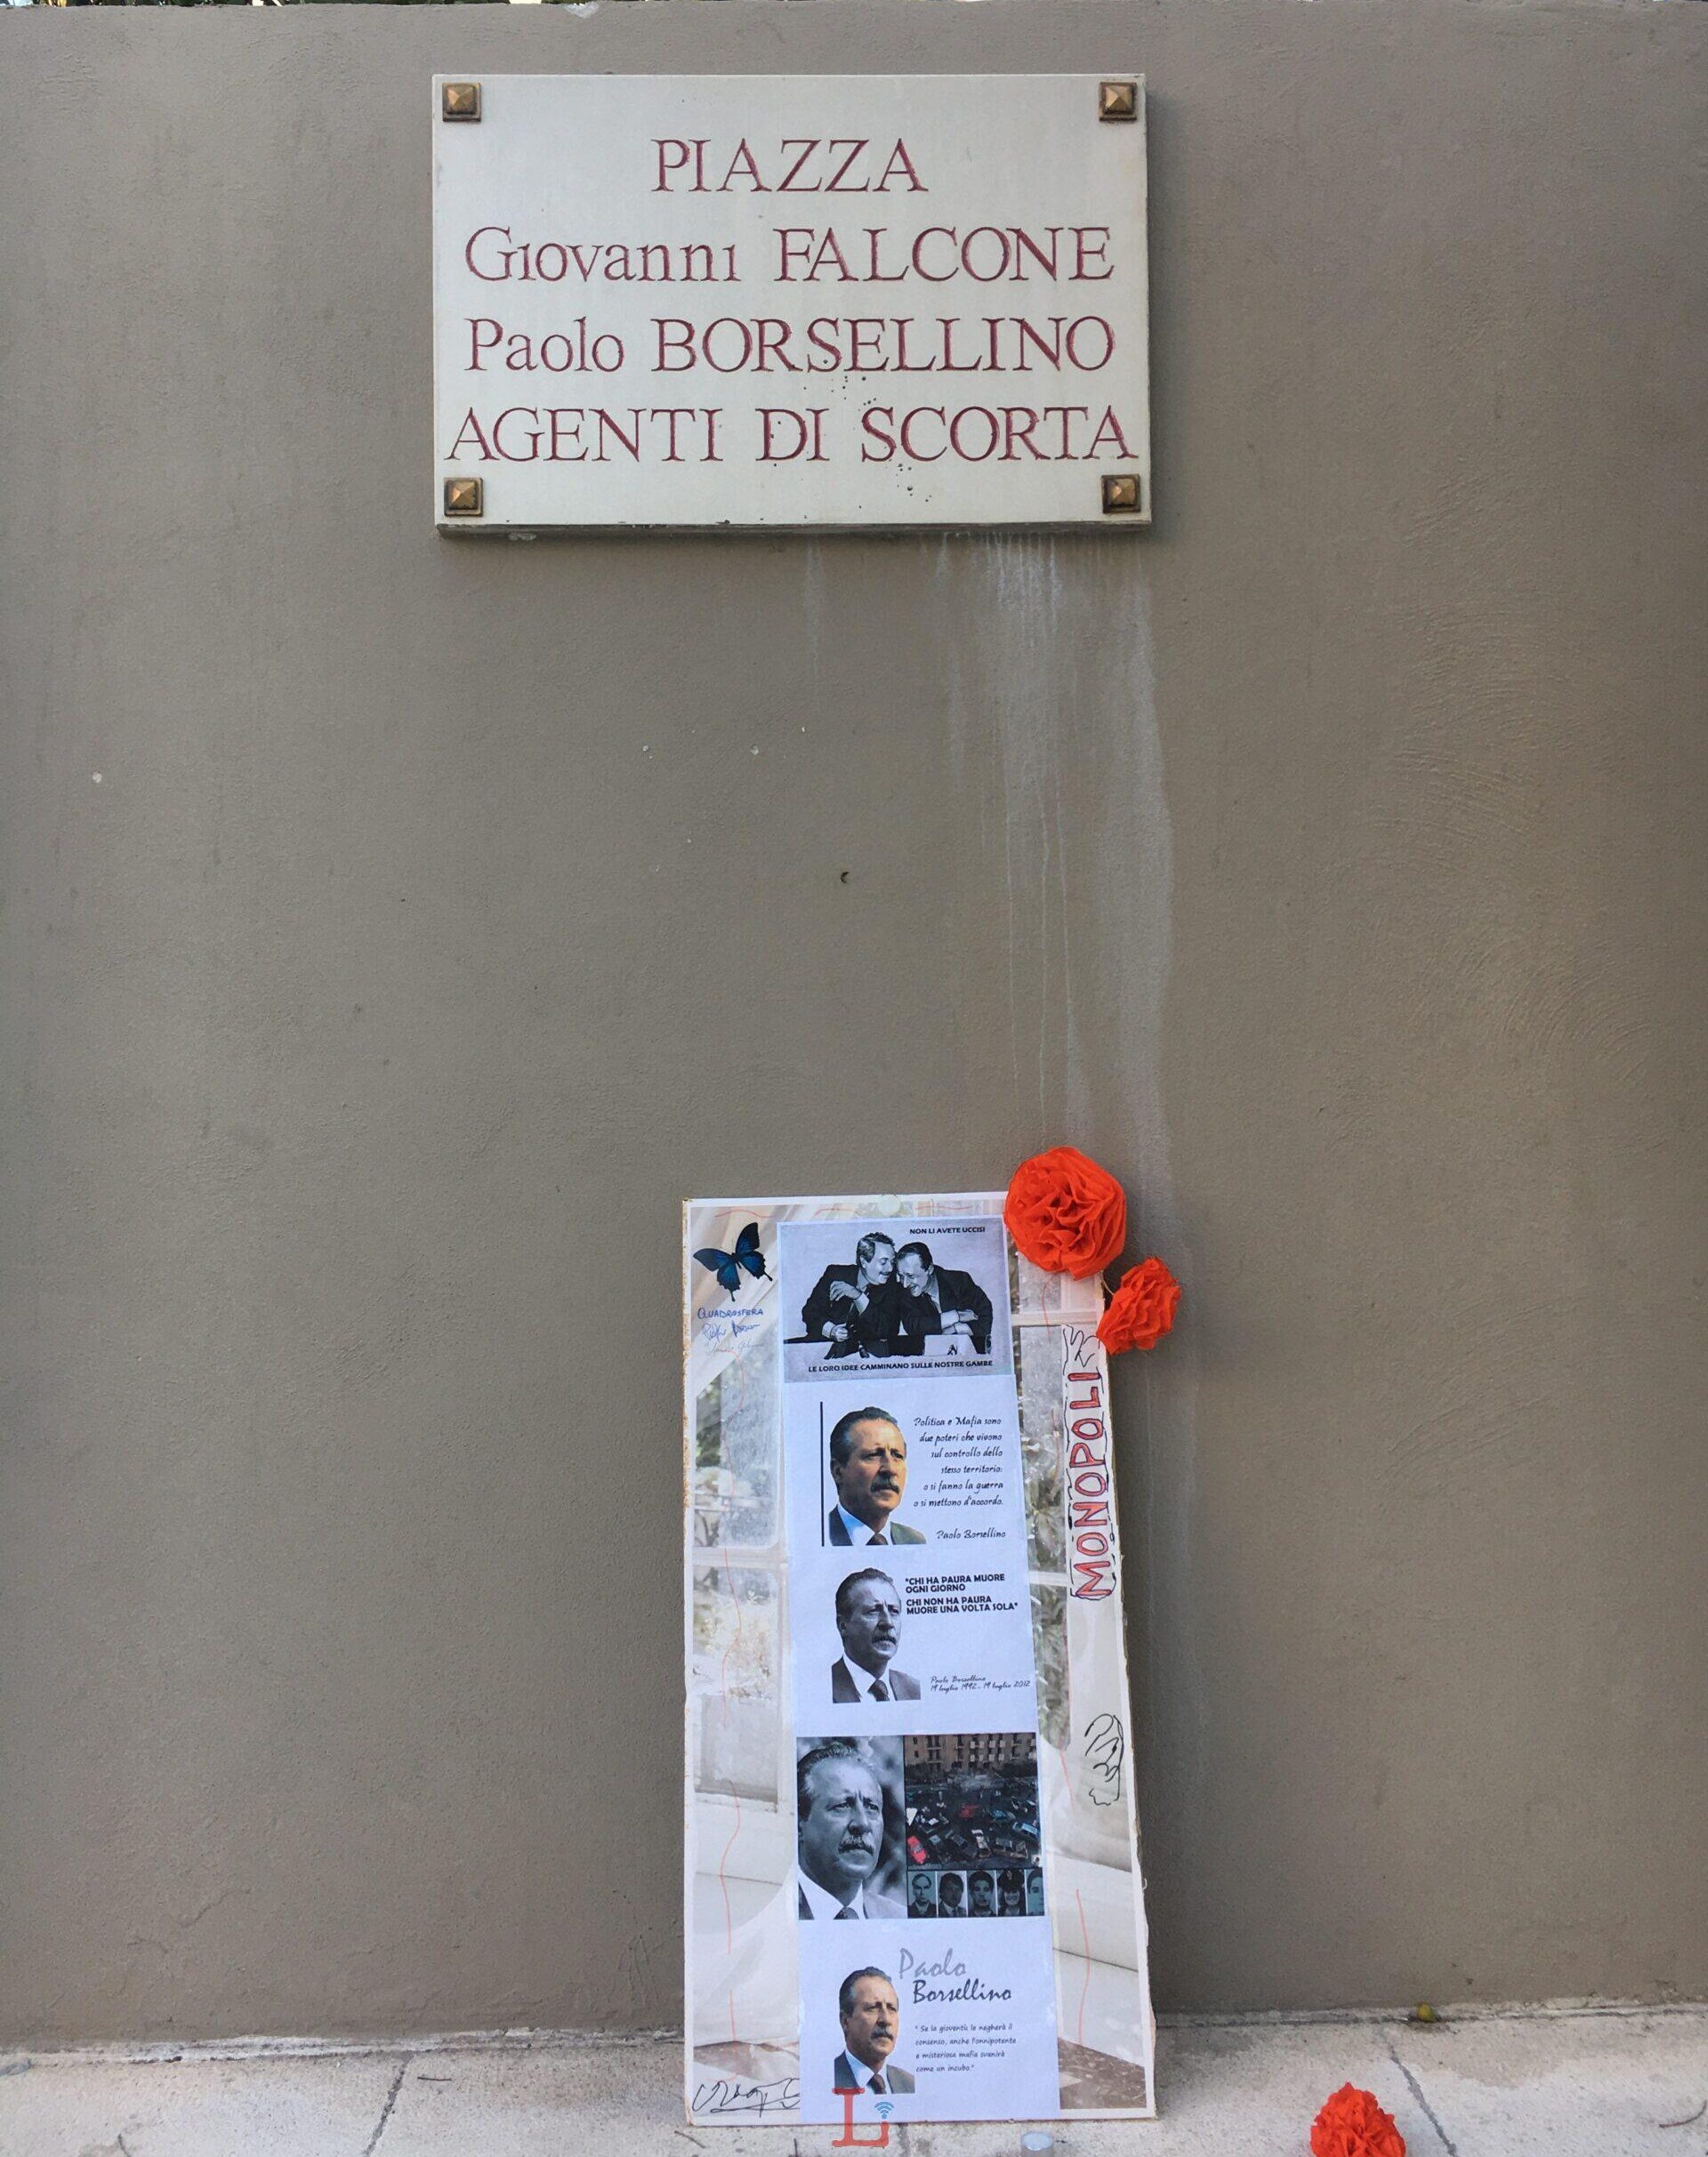 PIAZZA
Giovanni FALCONE
Paolo BORSELLINO
AGENTI DI SCORTA
NON LI AVETE UCCISI
LE LORO IDEE CAMMINANO SULLE NOSTRE GAMBE
QUADROSFERA
Politica e Mafia sono
due poteri che vivono
sul controllo dello
stesso territorio:
o si fanno la guerra
o si mettono d'accordo.
Paolo Borsellino
MONOPOLI
"CHI HA PAURA MUORE
OGNI GIORNO
CHI NON HA PAURA
MUORE UNA VOLTA SOLA"
Paolo Borsellino
19 luglio 1992 - 19 luglio 2012
Paolo
Borsellino
" Se la gioventù le negherà il
consenso, anche l'onnipotente
e misteriosa mafia svanirà
come un incubo."
L